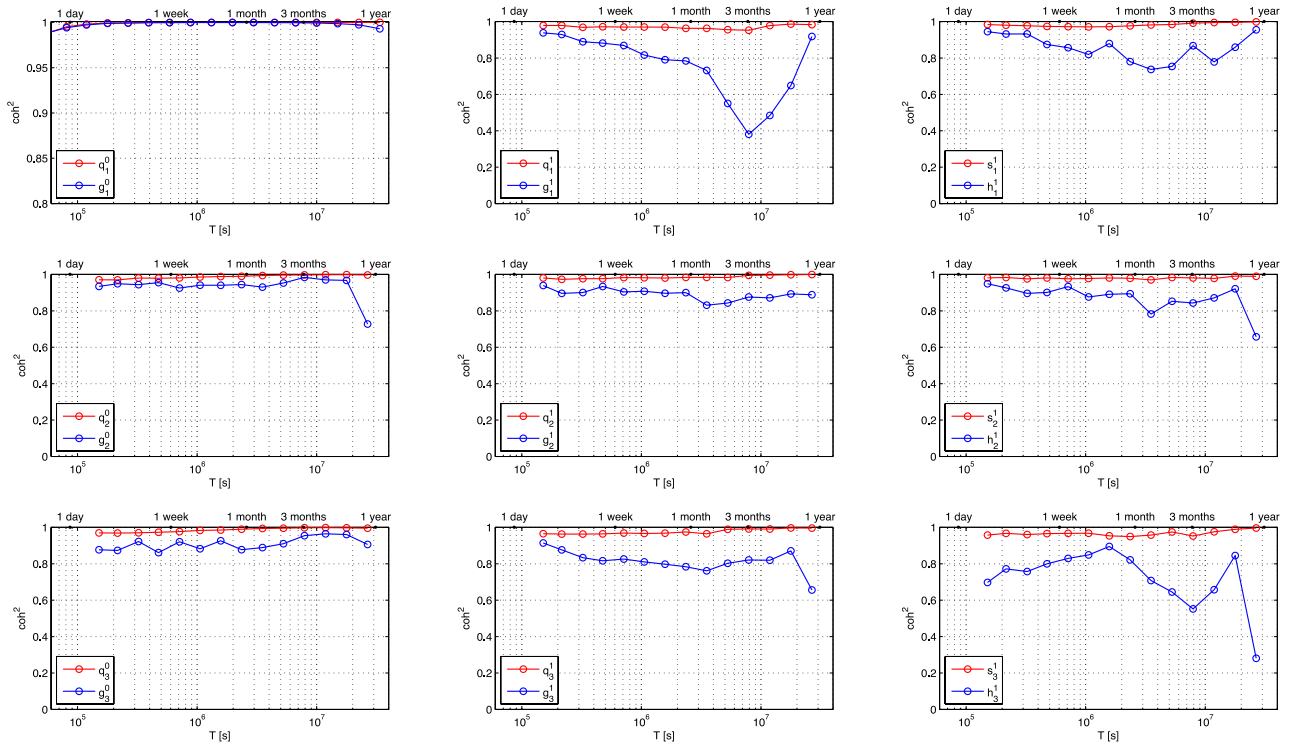 1 day 1 week 1 month 3 months 1 year
1
0.95
0.9
0.85
0.8
coh²
q₁⁰
g₁⁰
10⁵ 10⁶ 10⁷
T [s]
1 day 1 week 1 month 3 months 1 year
1
0.8
0.6
0.4
0.2
0
coh²
q₁¹
g₁¹
10⁵ 10⁶ 10⁷
T [s]
1 day 1 week 1 month 3 months 1 year
1
0.8
0.6
0.4
0.2
0
coh²
s₁¹
h₁¹
10⁵ 10⁶ 10⁷
T [s]
1 day 1 week 1 month 3 months 1 year
1
0.8
0.6
0.4
0.2
0
coh²
q₂⁰
g₂⁰
10⁵ 10⁶ 10⁷
T [s]
1 day 1 week 1 month 3 months 1 year
1
0.8
0.6
0.4
0.2
0
coh²
q₂¹
g₂¹
10⁵ 10⁶ 10⁷
T [s]
1 day 1 week 1 month 3 months 1 year
1
0.8
0.6
0.4
0.2
0
coh²
s₂¹
h₂¹
10⁵ 10⁶ 10⁷
T [s]
1 day 1 week 1 month 3 months 1 year
1
0.8
0.6
0.4
0.2
0
coh²
q₃⁰
g₃⁰
10⁵ 10⁶ 10⁷
T [s]
1 day 1 week 1 month 3 months 1 year
1
0.8
0.6
0.4
0.2
0
coh²
q₃¹
g₃¹
10⁵ 10⁶ 10⁷
T [s]
1 day 1 week 1 month 3 months 1 year
1
0.8
0.6
0.4
0.2
0
coh²
s₃¹
h₃¹
10⁵ 10⁶ 10⁷
T [s]